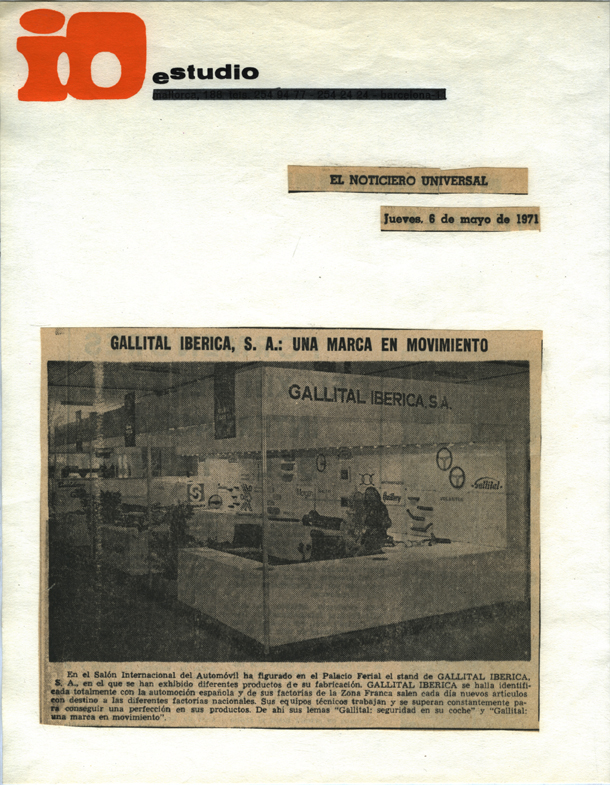 io estudio
EL NOTICIERO UNIVERSAL
Jueves, 6 de mayo de 1971
GALLITAL IBERICA, S. A.: UNA MARCA EN MOVIMIENTO
GALLITAL IBERICA, S.A.
Gallital
En el Salón Internacional del Automóvil ha figurado en el Palacio Ferial el stand de GALLITAL IBERICA,
S. A., en el que se han exhibido diferentes productos de su fabricación. GALLITAL IBERICA se halla identifi-
cada totalmente con la automoción española y de sus factorías de la Zona Franca salen cada día nuevos artículos
con destino a las diferentes factorías nacionales. Sus equipos técnicos trabajan y se superan constantemente pa-
ra conseguir una perfección en sus productos. De ahí sus lemas "Gallital: seguridad en su coche" y "Gallital:
una marca en movimiento".